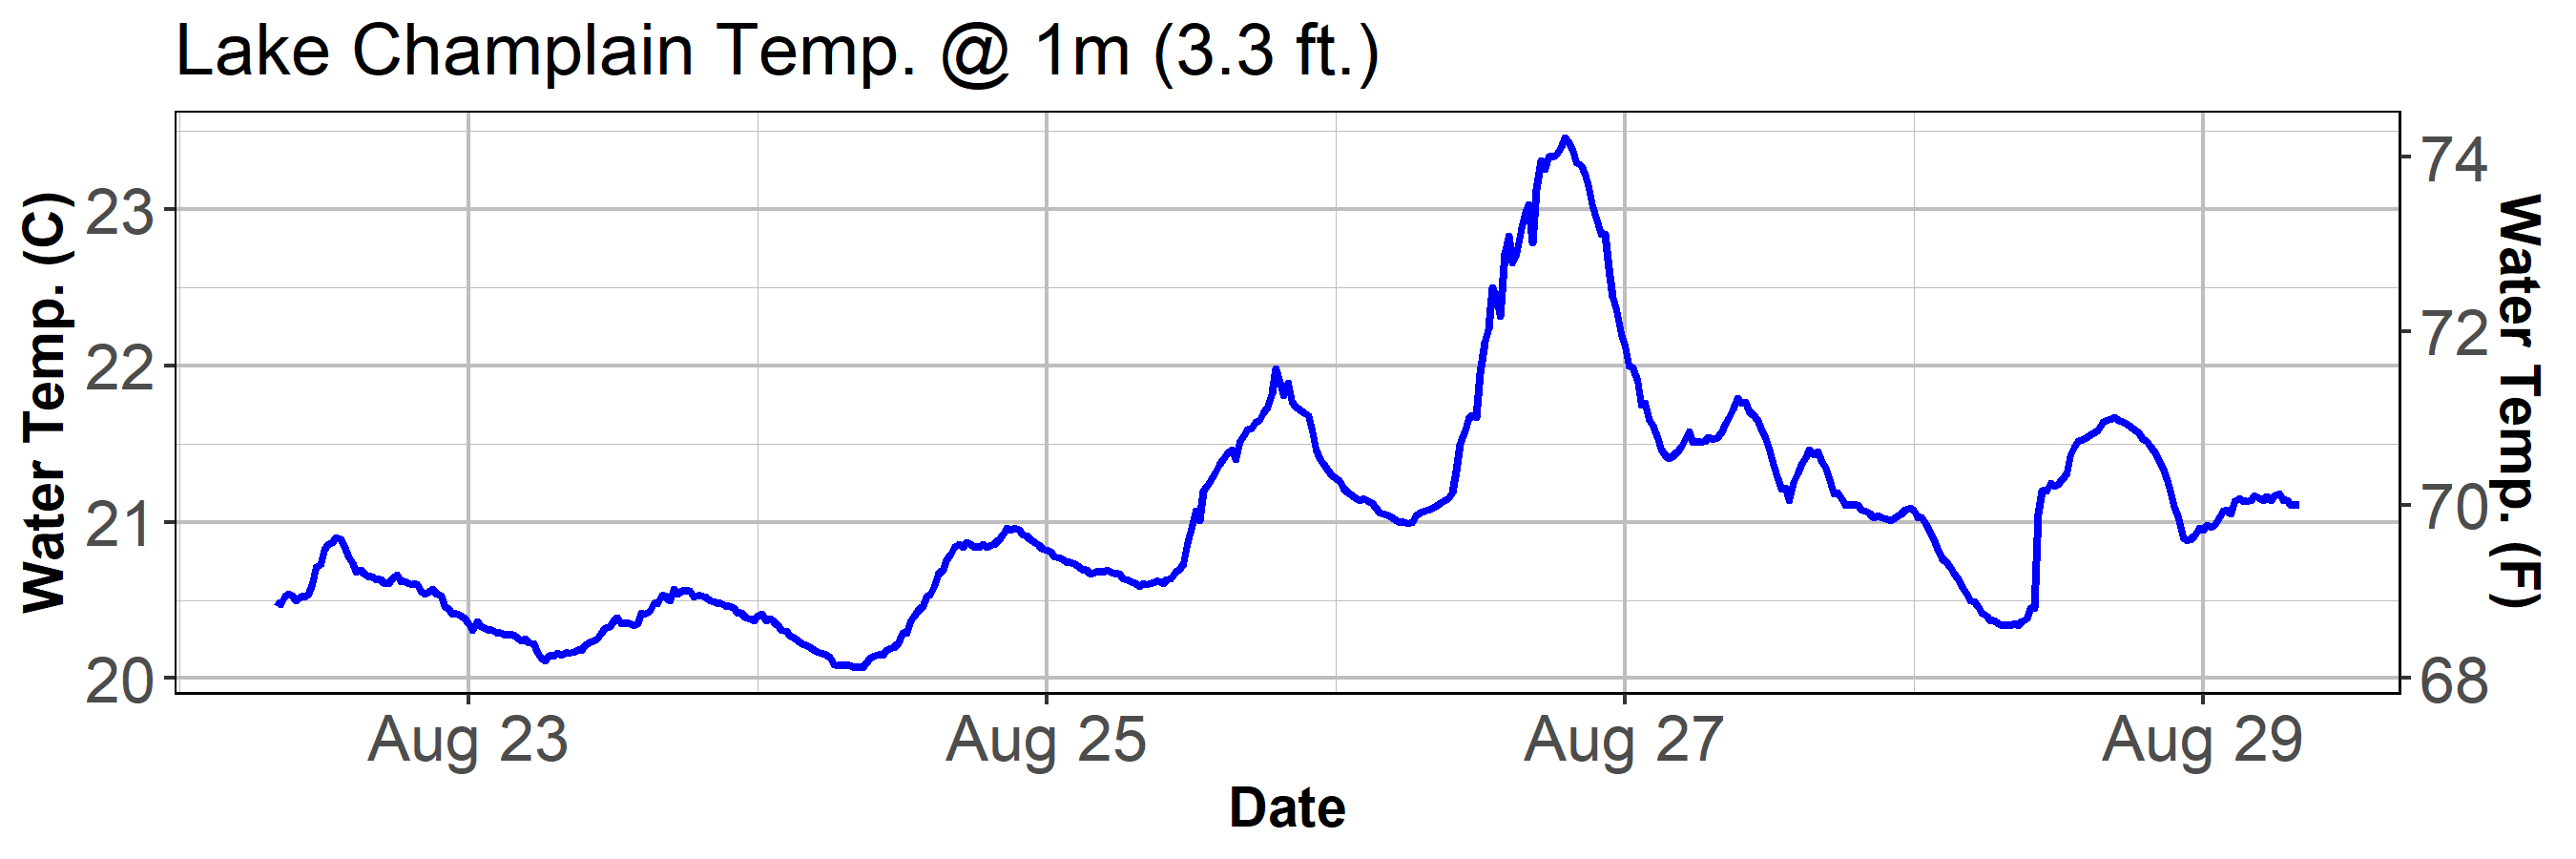 Lake Champlain Temp. @ 1m (3.3 ft.)
Water Temp. (C)
23
22
21
20
74
72
70
68
Water Temp. (F)
Aug 23
Aug 25
Aug 27
Aug 29
Date